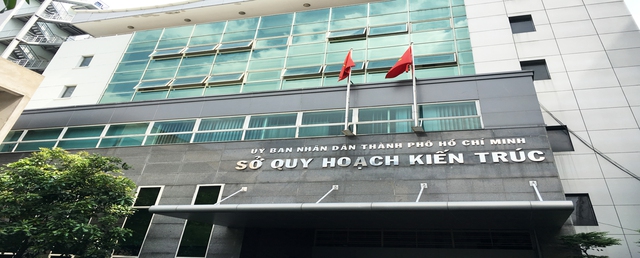 ỦY BAN NHÂN DÂN THÀNH PHỐ HỒ CHÍ MINH
SỞ QUY HOẠCH KIẾN TRÚC